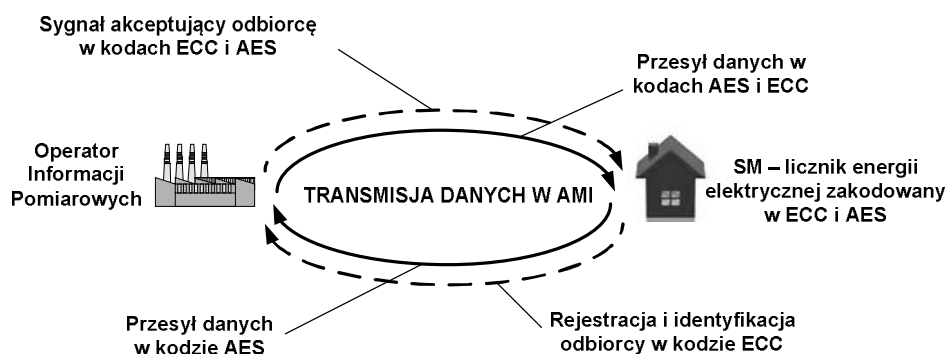 Sygnał akceptujący odbiorcę
w kodach ECC i AES
Przesył danych w
kodach AES i ECC
Operator
Informacji
Pomiarowych
TRANSMISJA DANYCH W AMI
SM – licznik energii
elektrycznej zakodowany
w ECC i AES
Przesył danych
w kodzie AES
Rejestracja i identyfikacja
odbiorcy w kodzie ECC